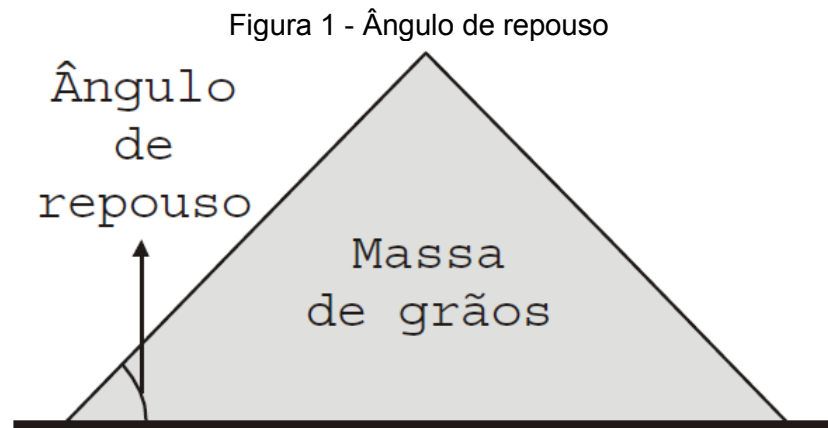 Figura 1 - Ângulo de repouso
Ângulo
de
repouso
Massa
de grãos